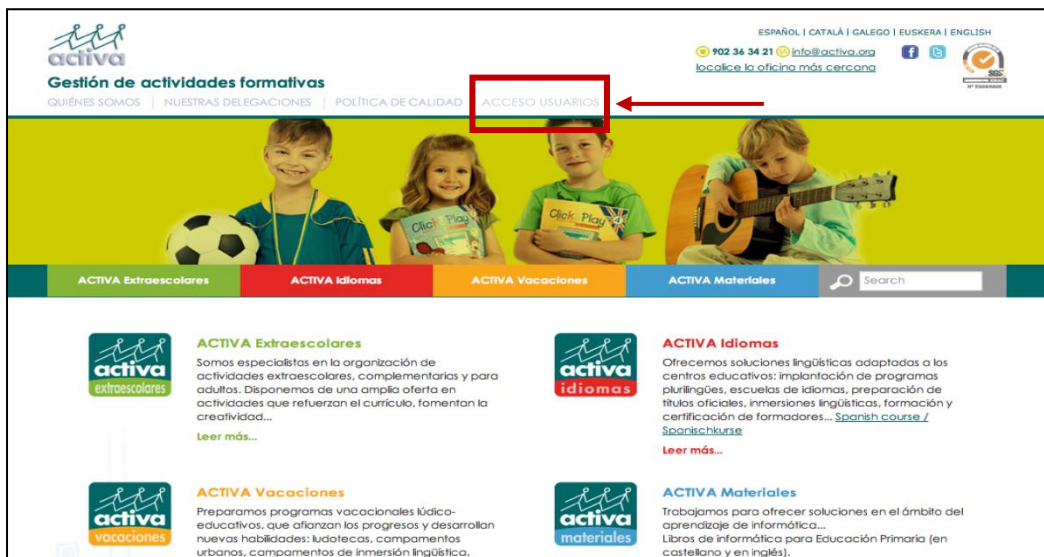 activa
ESPAÑOL | CATALÀ | GALEGO | EUSKERA | ENGLISH
902 36 34 21 info@activa.org
localice la oficina más cercana
SGS
Gestión de actividades formativas
QUIÉNES SOMOS | NUESTRAS DELEGACIONES | POLÍTICA DE CALIDAD ACCESO USUARIOS
Click Play
Click Play 4
ACTIVA Extraescolares ACTIVA Idiomas ACTIVA Vacaciones ACTIVA Materiales Search
activa
extraescolares
ACTIVA Extraescolares
Somos especialistas en la organización de
actividades extraescolares, complementarias y para
adultos. Disponemos de una amplia oferta en
actividades que refuerzan el currículo, fomentan la
creatividad...
Leer más...
activa
idiomas
ACTIVA Idiomas
Ofrecemos soluciones lingüísticas adaptadas a los
centros educativos: implantación de programas
plurilingües, escuelas de idiomas, preparación de
títulos oficiales, inmersiones lingüísticas, formación y
certificación de formadores... Spanish course /
Spanischkurse
Leer más...
activa
vacaciones
ACTIVA Vacaciones
Preparamos programas vacacionales lúdico-
educativos, que afianzan los progresos y desarrollan
nuevas habilidades: ludotecas, campamentos
urbanos, campamentos de inmersión lingüística,
activa
materiales
ACTIVA Materiales
Trabajamos para ofrecer soluciones en el ámbito del
aprendizaje de informática...
Libros de informática para Educación Primaria (en
castellano y en inglés).